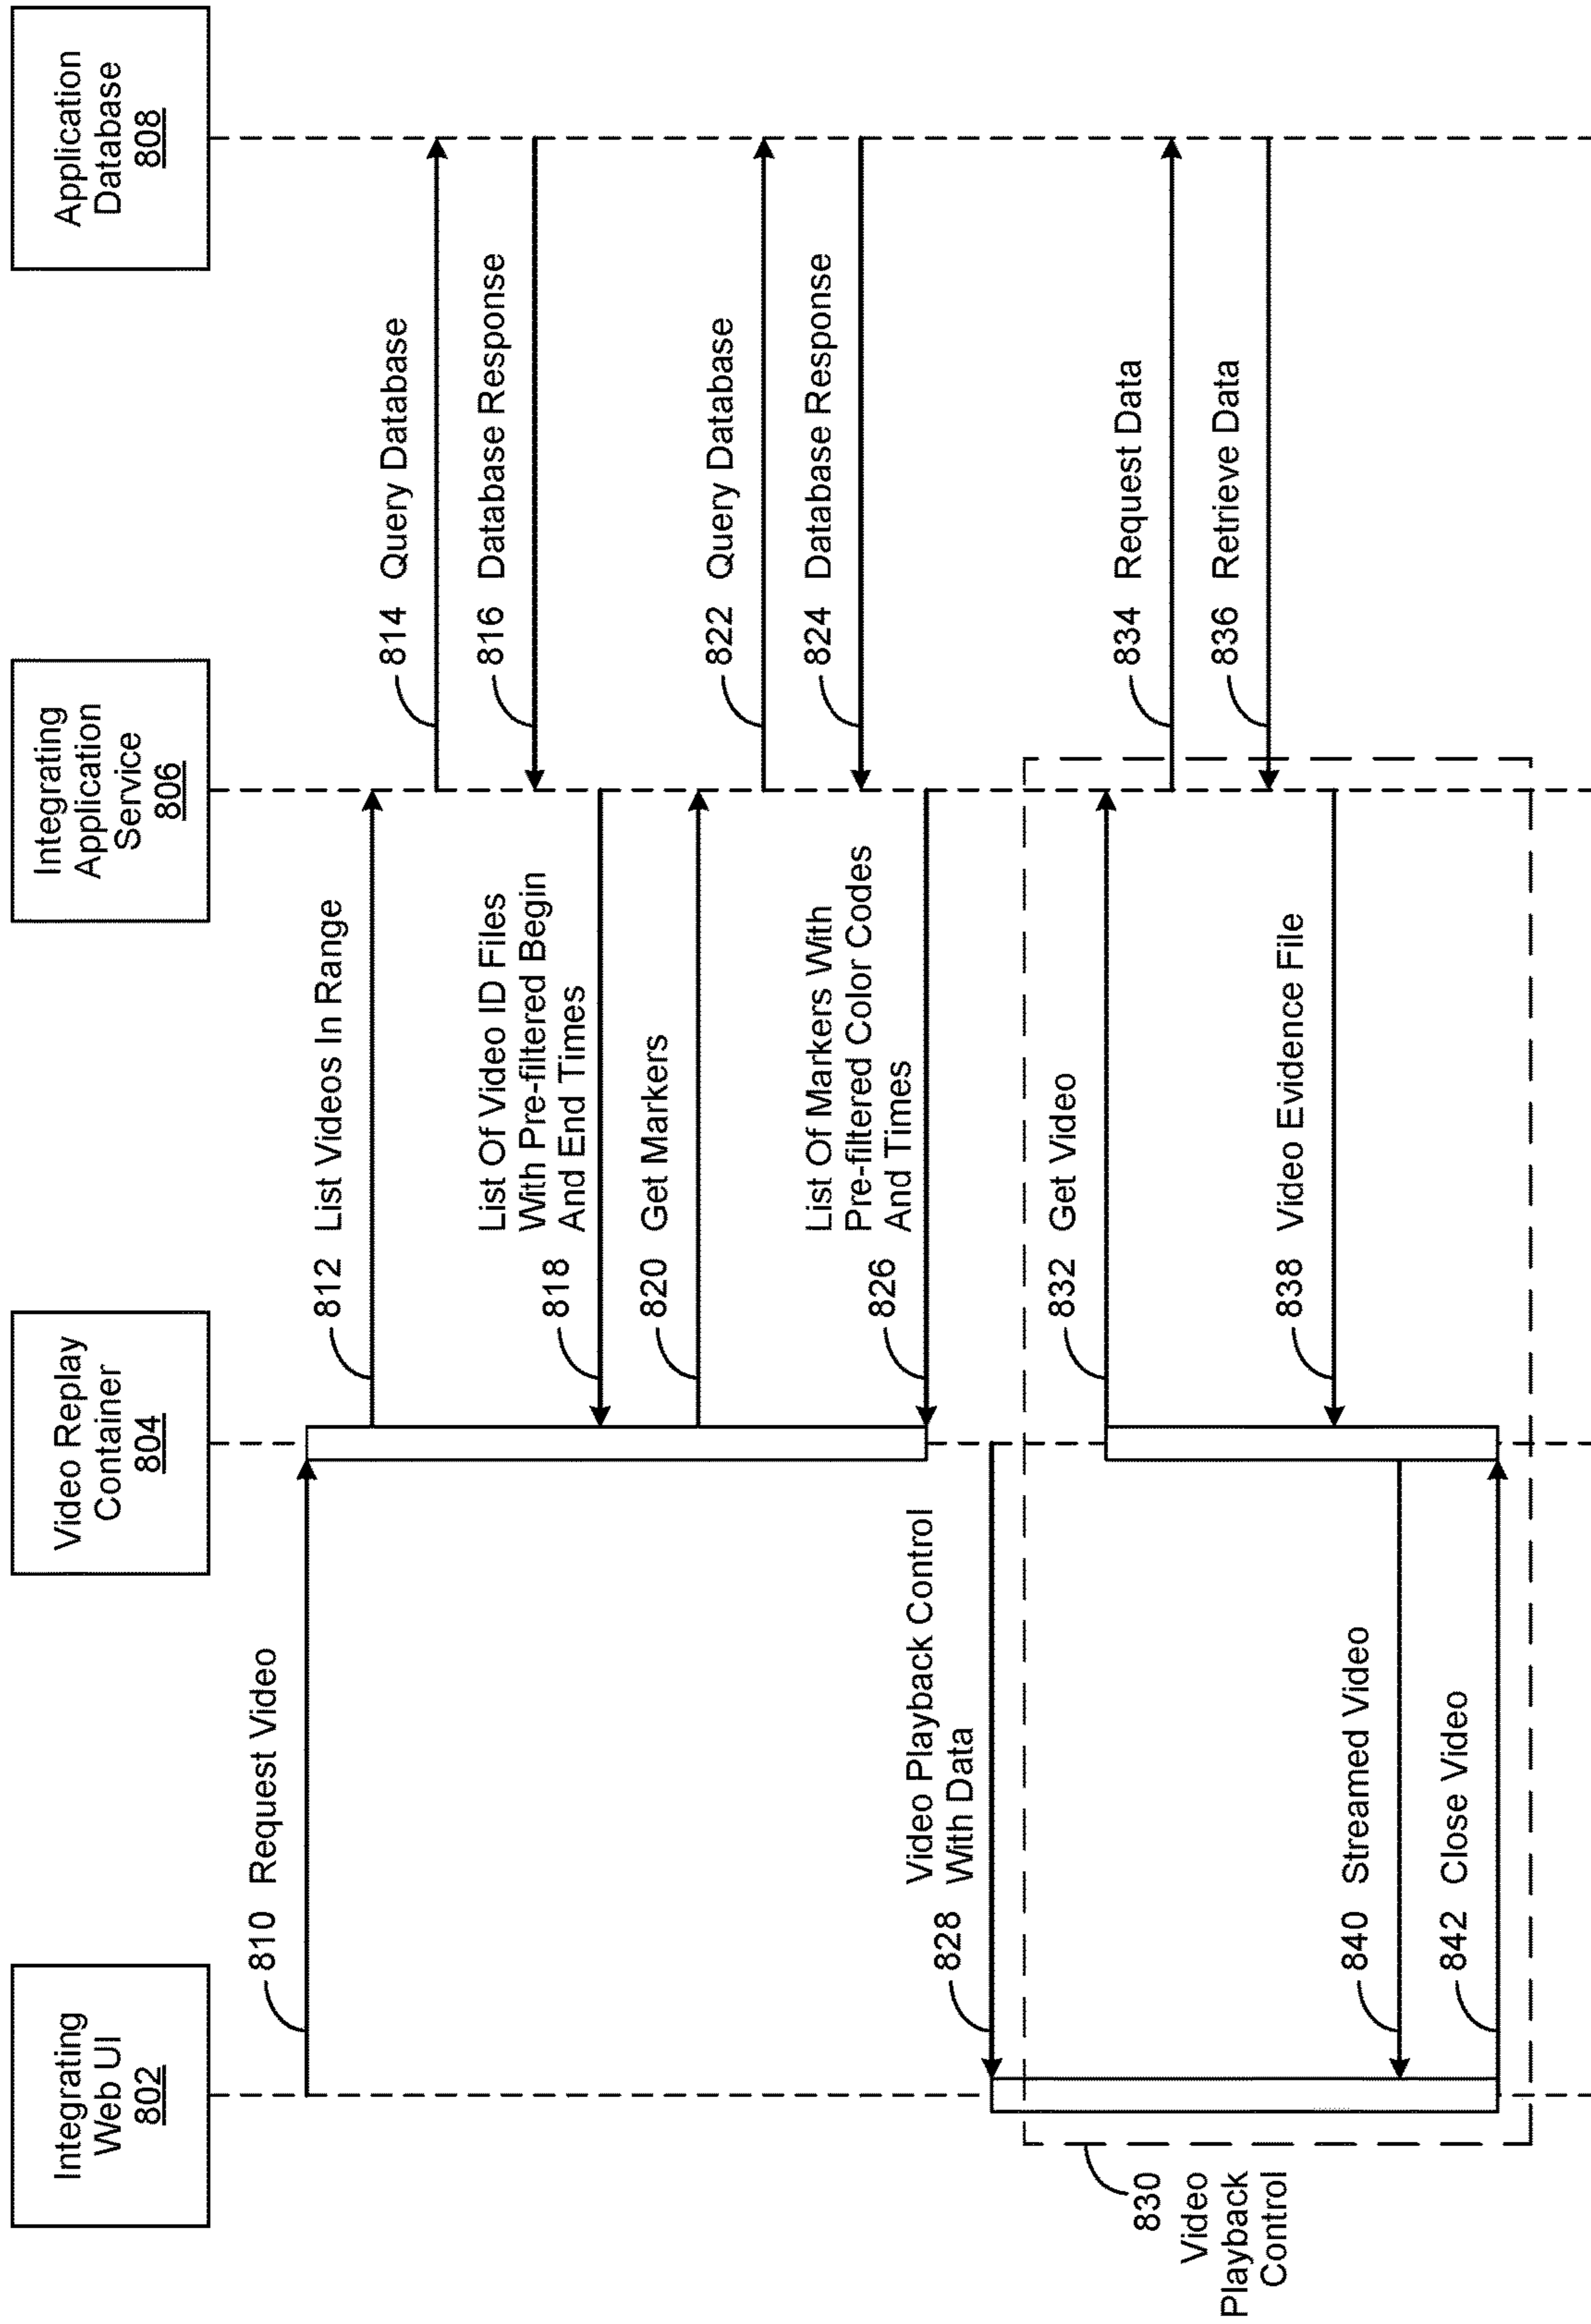 Integrating
Web UI
802
Video Replay
Container
804
Integrating
Application
Service
806
Application
Database
808
810 Request Video
812 List Videos In Range
814 Query Database
816 Database Response
List Of Video ID Files
With Pre-filtered Begin
818 And End Times
820 Get Markers
822 Query Database
824 Database Response
List Of Markers With
Pre-filtered Color Codes
826 And Times
Video Playback Control
828 With Data
830
Video
Playback
Control
832 Get Video
834 Request Data
836 Retrieve Data
838 Video Evidence File
840 Streamed Video
842 Close Video